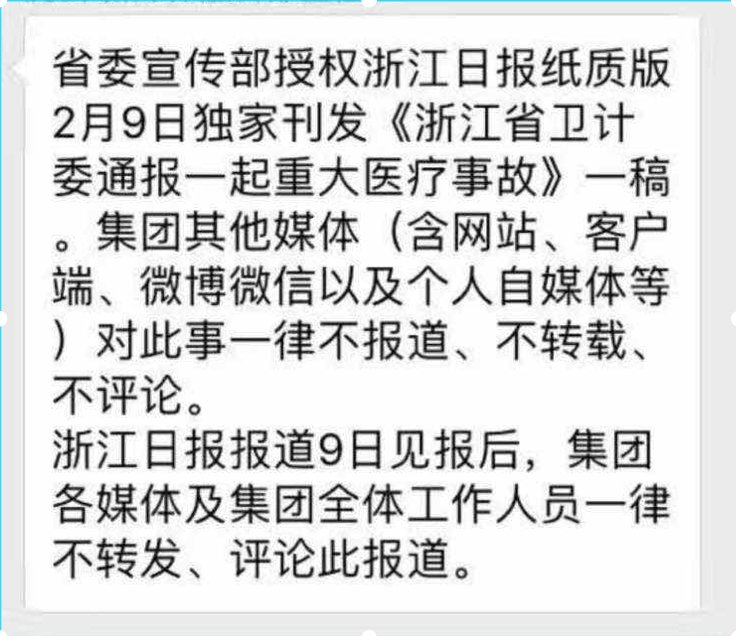 省委宣传部授权浙江日报纸质版
2月9日独家刊发《浙江省卫计
委通报一起重大医疗事故》一稿
。集团其他媒体（含网站、客户
端、微博微信以及个人自媒体等
）对此事一律不报道、不转载、
不评论。
浙江日报报道9日见报后，集团
各媒体及集团全体工作人员一律
不转发、评论此报道。